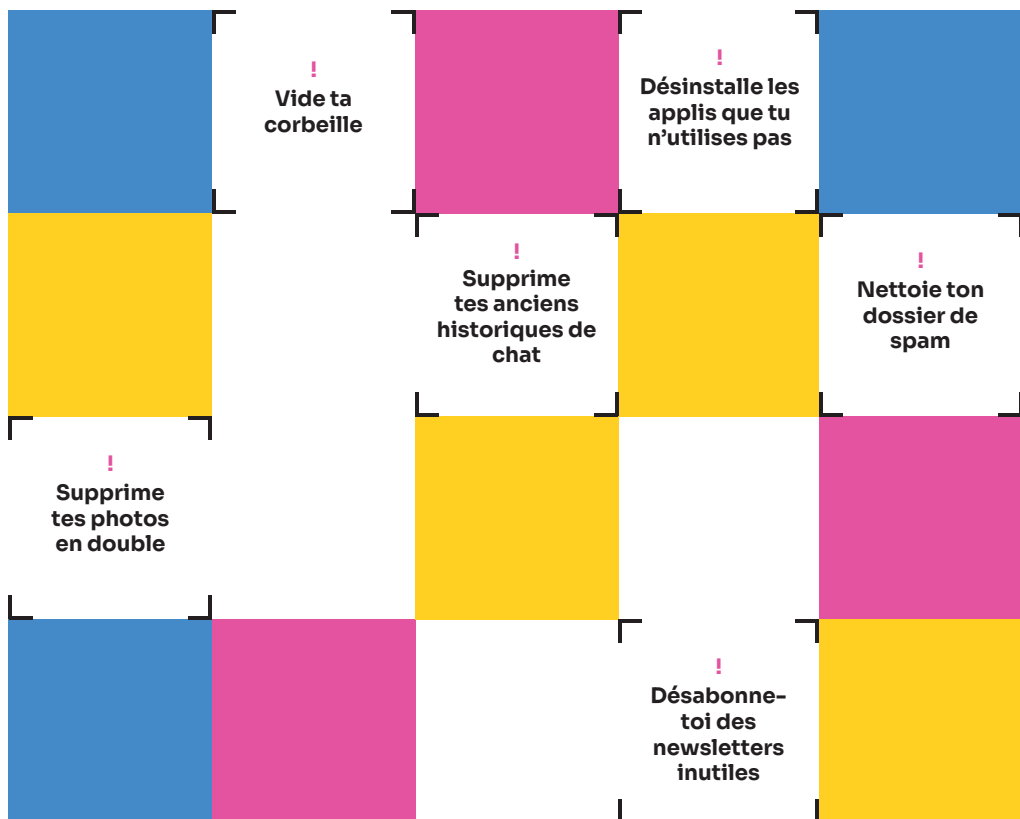 !
Vide ta
corbeille
!
Désinstalle les
applis que tu
n'utilises pas
!
Supprime
tes anciens
historiques de
chat
!
Nettoie ton
dossier de
spam
!
Supprime
tes photos
en double
!
Désabonne-
toi des
newsletters
inutiles